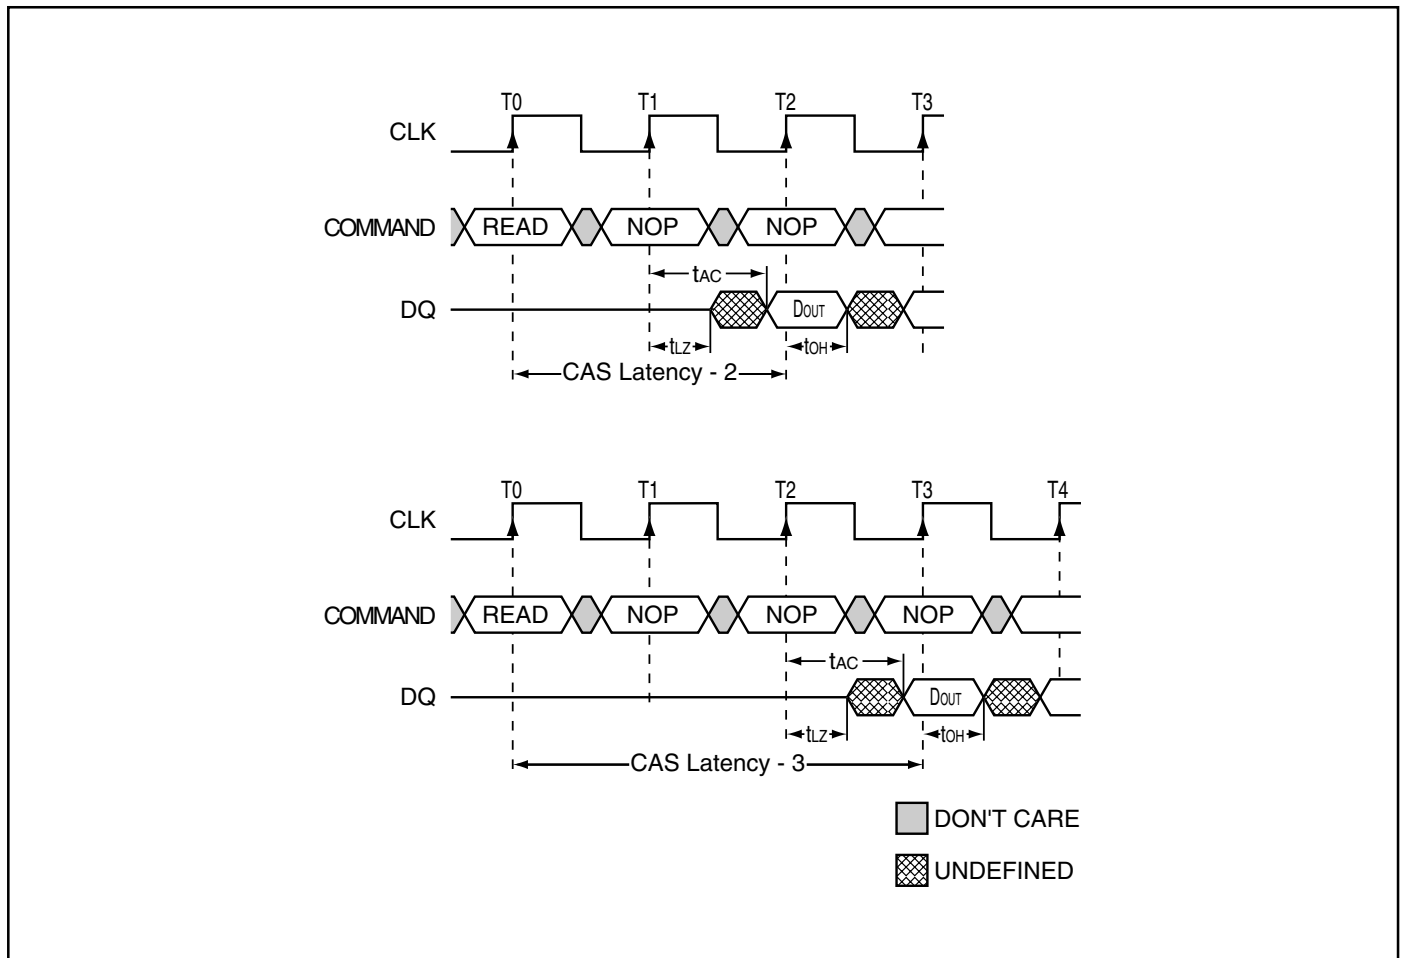 T0 T1 T2 T3
CLK
COMMAND READ NOP NOP
tAC
DQ DOUT
tLZ tOH
CAS Latency - 2
T0 T1 T2 T3 T4
CLK
COMMAND READ NOP NOP NOP
tAC
DQ DOUT
tLZ tOH
CAS Latency - 3
DON'T CARE
UNDEFINED